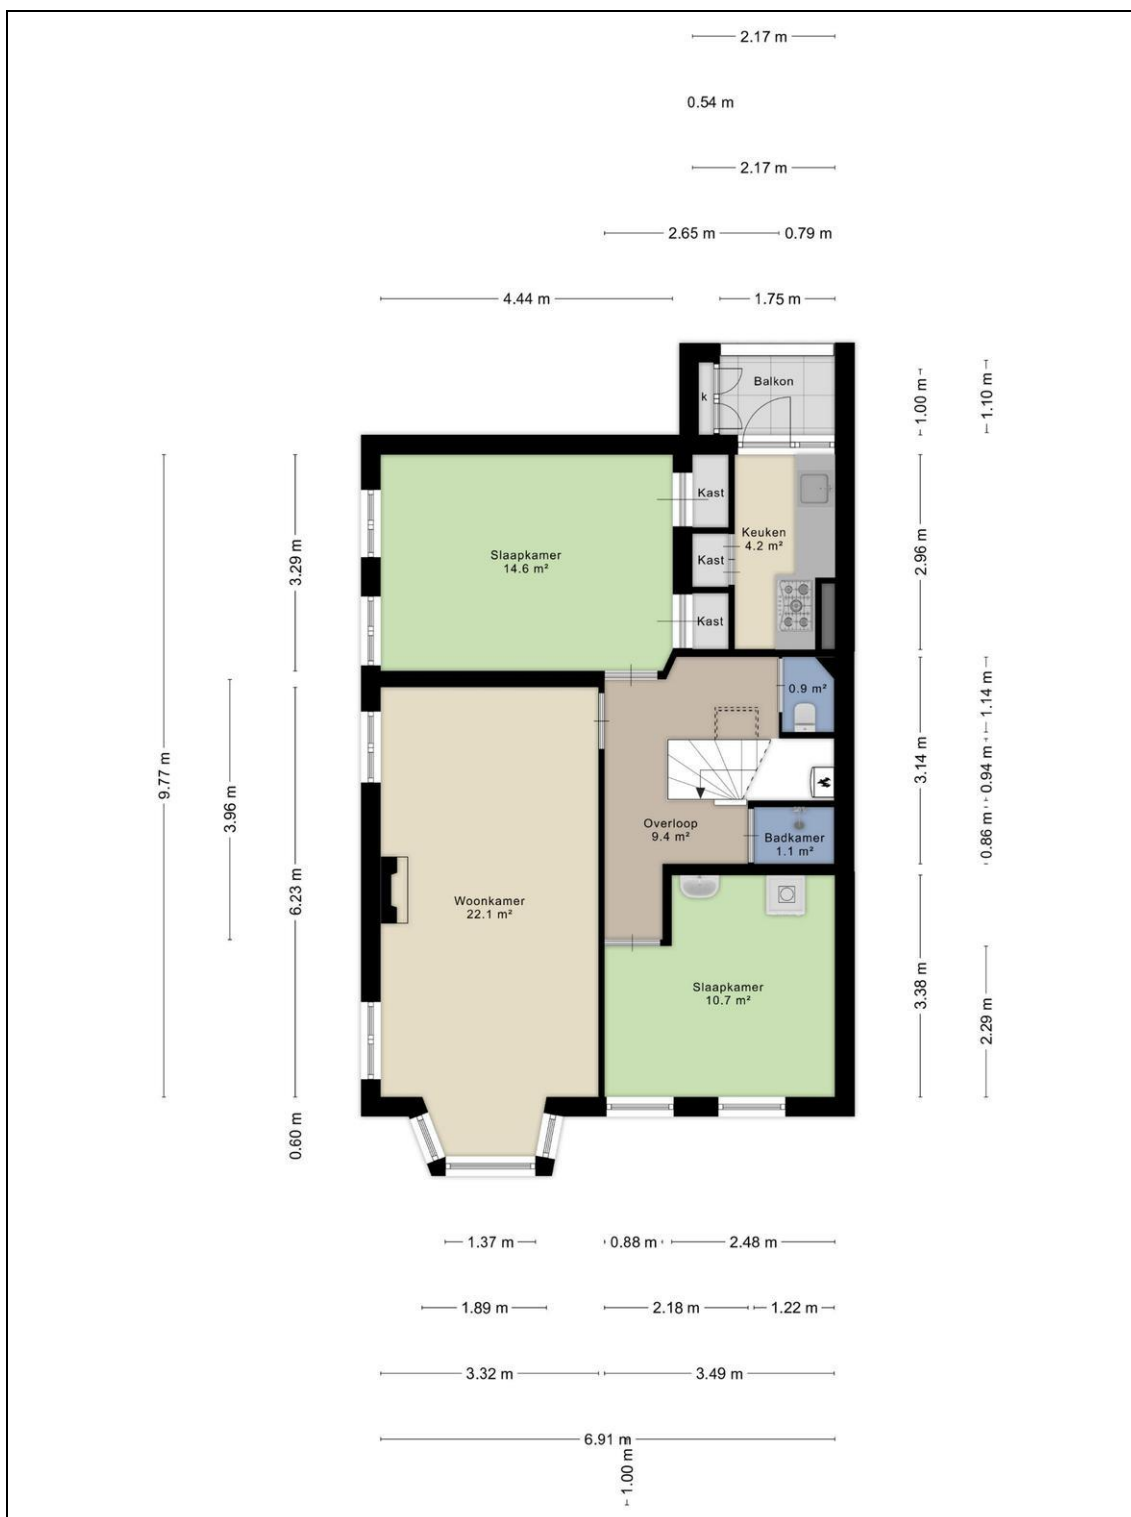 2.17 m
0.54 m
2.17 m
2.65 m
0.79 m
4.44 m
1.75 m
Balkon
k
1.00 m
1.10 m
Kast
Keuken
4.2 m²
Slaapkamer
14.6 m²
Kast
Kast
3.29 m
2.96 m
0.9 m²
1.14 m
9.77 m
3.96 m
3.14 m
0.94 m
0.86 m
Overloop
9.4 m²
Badkamer
1.1 m²
6.23 m
Woonkamer
22.1 m²
Slaapkamer
10.7 m²
3.38 m
2.29 m
0.60 m
1.37 m
0.88 m
2.48 m
1.89 m
2.18 m
1.22 m
3.32 m
3.49 m
6.91 m
1.00 m